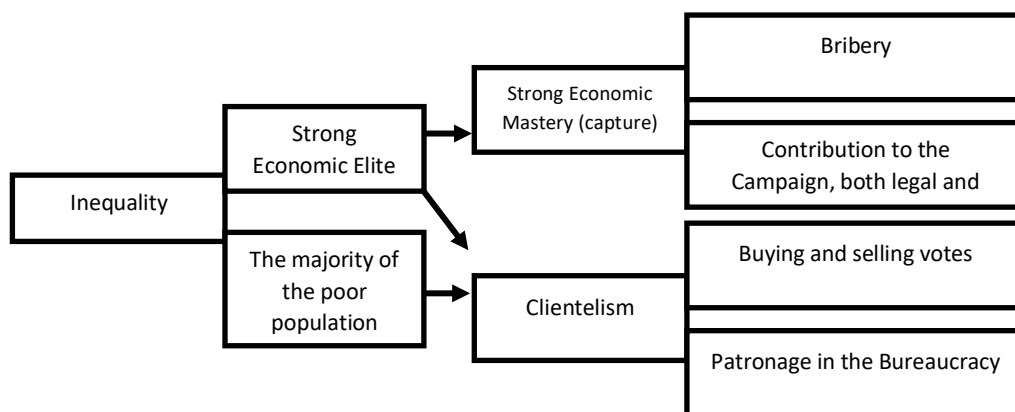 Inequality
Strong
Economic Elite
The majority of
the poor
population
Strong Economic
Mastery (capture)
Clientelism
Bribery
Contribution to the
Campaign, both legal and
Buying and selling votes
Patronage in the Bureaucracy